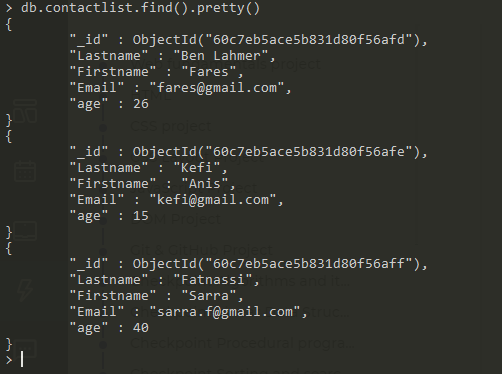 > db.contactlist.find().pretty()
{
"_id" : ObjectId("60c7eb5ace5b831d80f56afd"),
"Lastname" : "Ben Lahmer",
"Firstname" : "Fares",
"Email" : "fares@gmail.com",
"age" : 26
}
{
"_id" : ObjectId("60c7eb5ace5b831d80f56afe"),
"Lastname" : "Kefi",
"Firstname" : "Anis",
"Email" : "kefi@gmail.com",
"age" : 15
}
{
"_id" : ObjectId("60c7eb5ace5b831d80f56aff"),
"Lastname" : "Fatnassi",
"Firstname" : "Sarra",
"Email" : "sarra.f@gmail.com",
"age" : 40
}
>